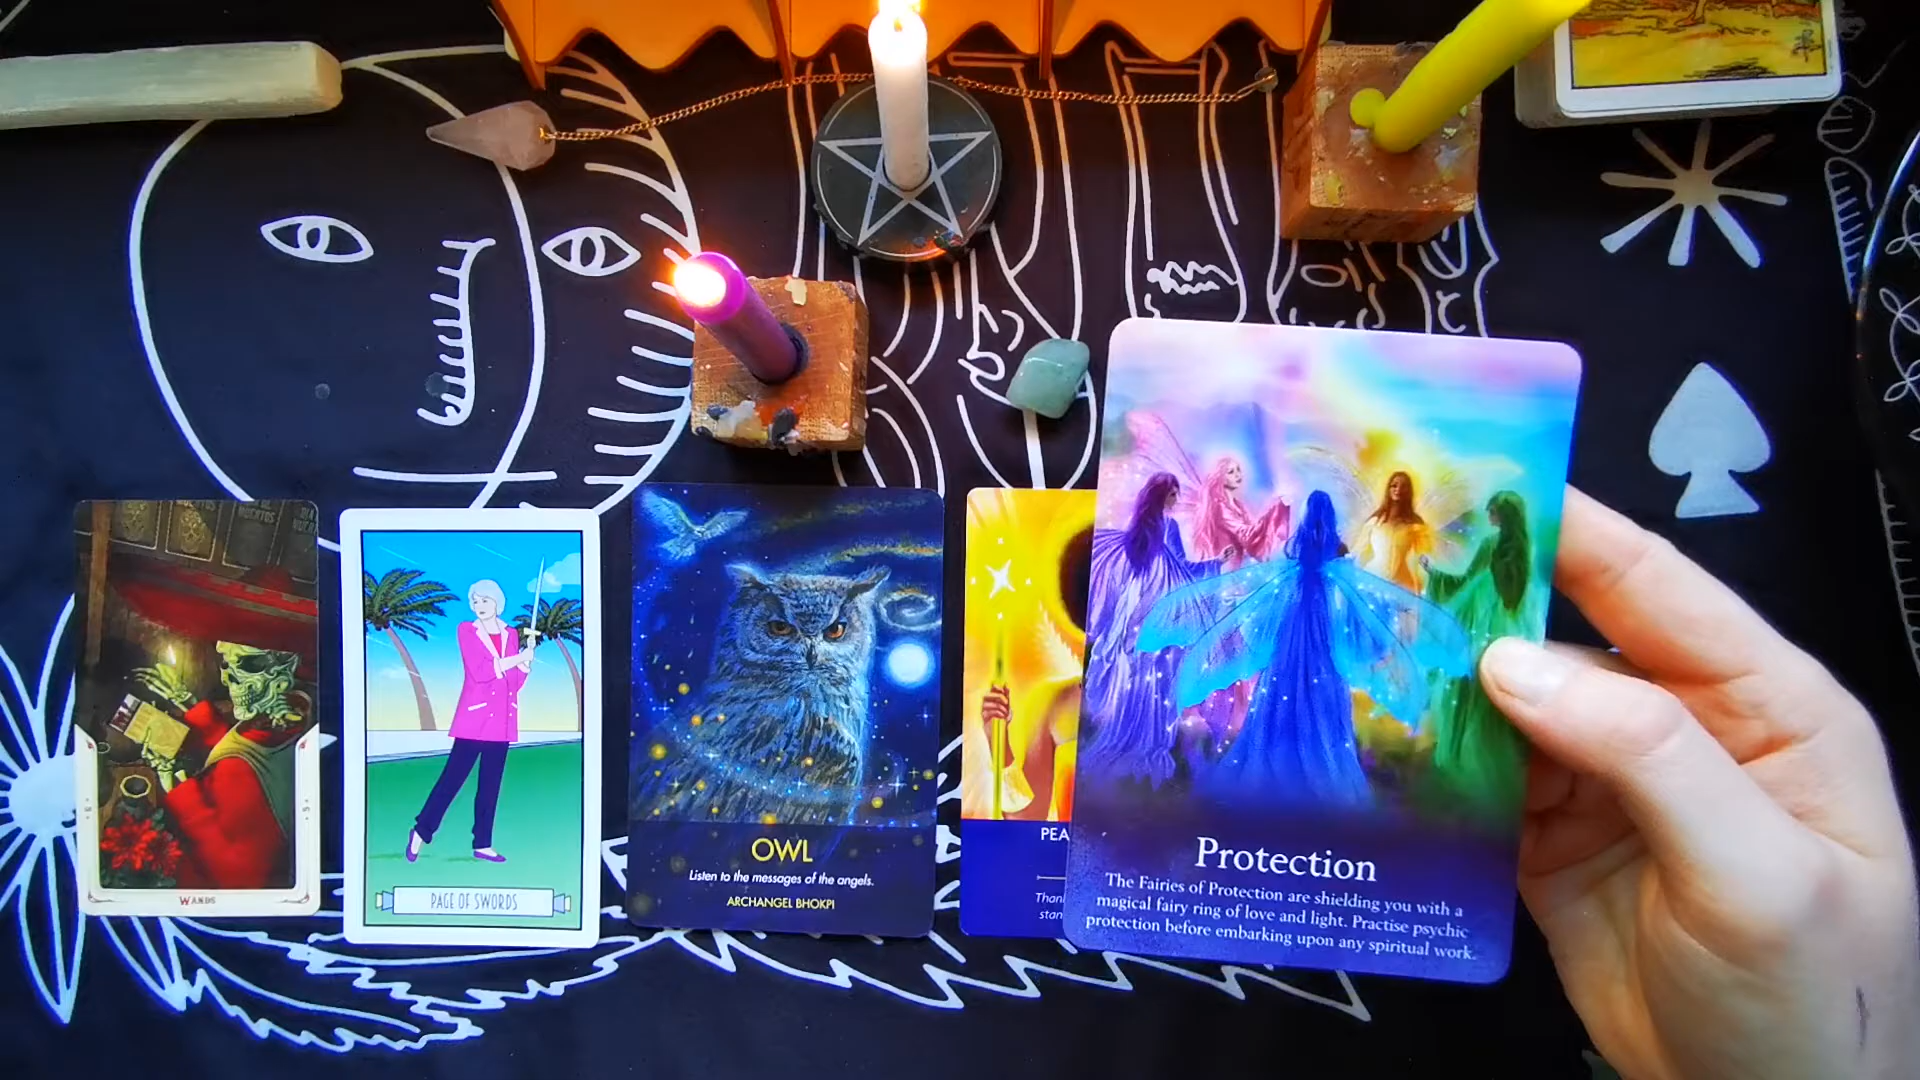 WANDS
PAGE OF SWORDS
OWL
Listen to the messages of the angels.
ARCHANGEL BHOKPI
PEA
Than
stan
Protection
The Fairies of Protection are shielding you with a
magical fairy ring of love and light. Practise psychic
protection before embarking upon any spiritual work.